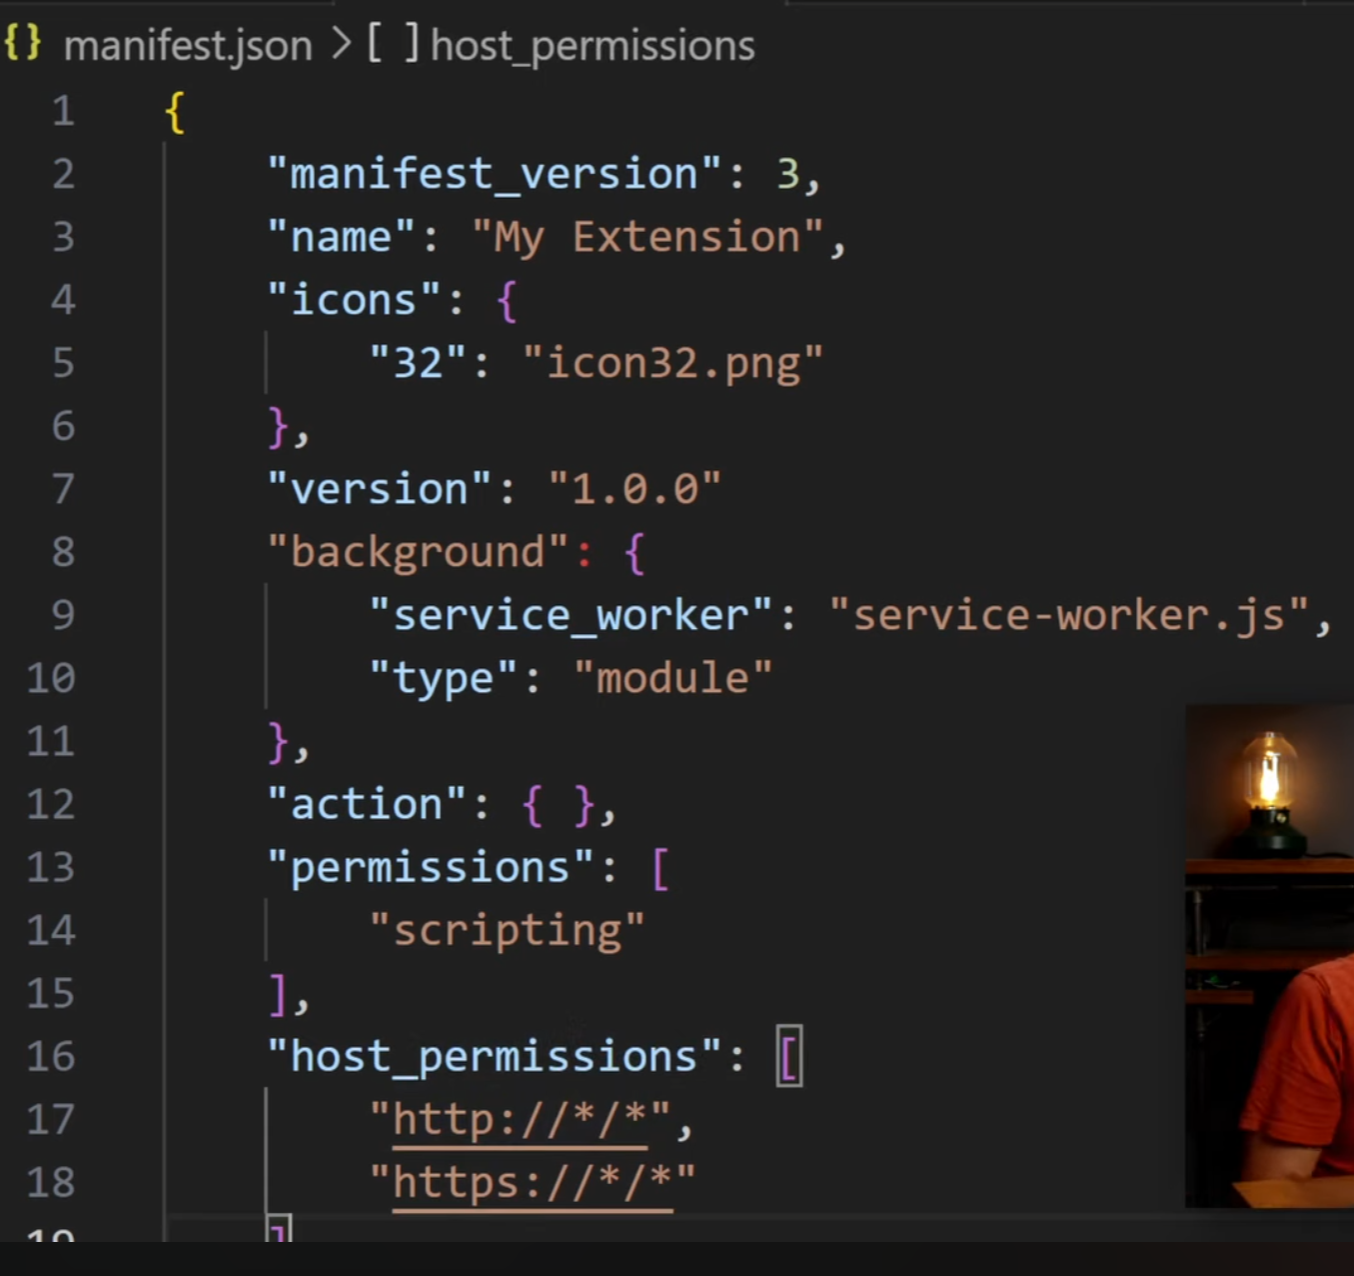 {} manifest.json > [ ] host_permissions
1 {
2 "manifest_version": 3,
3 "name": "My Extension",
4 "icons": {
5 "32": "icon32.png"
6 },
7 "version": "1.0.0"
8 "background": {
9 "service_worker": "service-worker.js",
10 "type": "module"
11 },
12 "action": { },
13 "permissions": [
14 "scripting"
15 ],
16 "host_permissions": [
17 "http://*/*",
18 "https://*/*"
19 ]